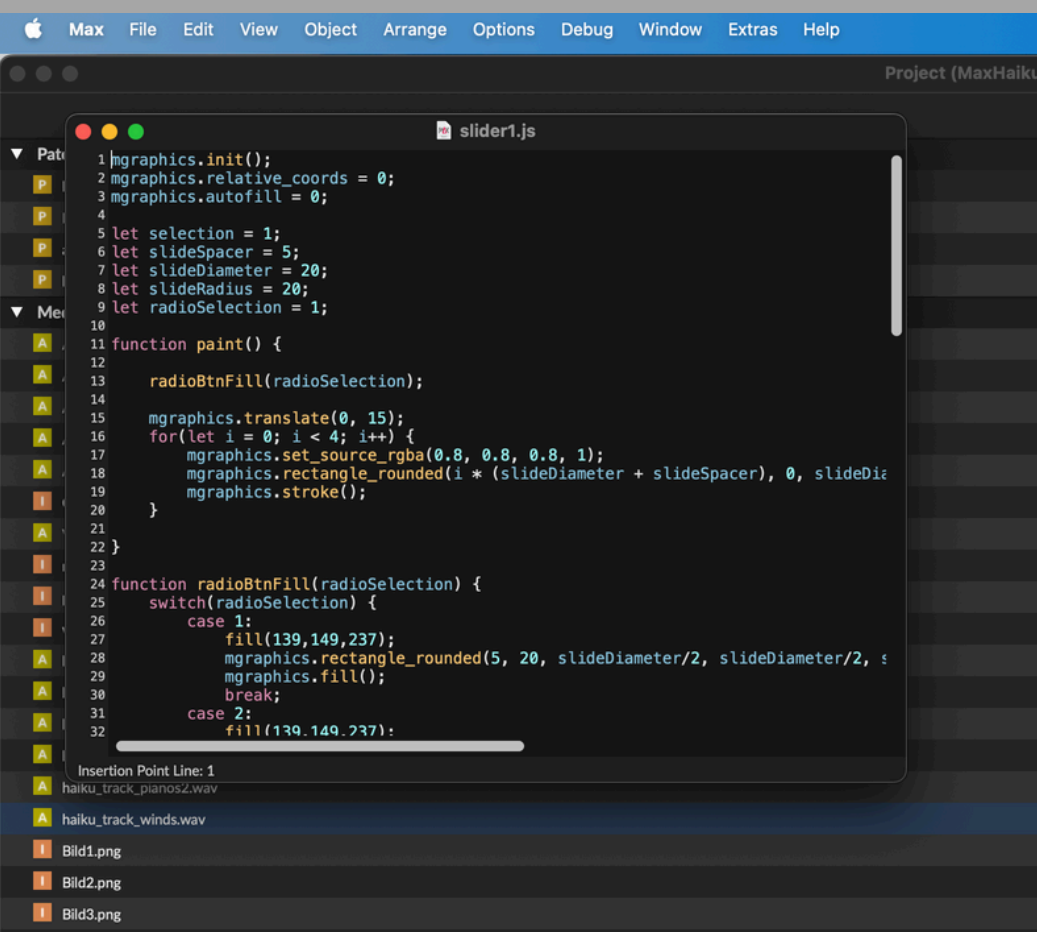 Max File Edit View Object Arrange Options Debug Window Extras Help
Project (MaxHaiku
slider1.js
1 mgraphics.init();
2 mgraphics.relative_coords = 0;
3 mgraphics.autofill = 0;
4
5 let selection = 1;
6 let slideSpacer = 5;
7 let slideDiameter = 20;
8 let slideRadius = 20;
9 let radioSelection = 1;
10
11 function paint() {
12
13 radioBtnFill(radioSelection);
14
15 mgraphics.translate(0, 15);
16 for(let i = 0; i < 4; i++) {
17 mgraphics.set_source_rgba(0.8, 0.8, 0.8, 1);
18 mgraphics.rectangle_rounded(i * (slideDiameter + slideSpacer), 0, slideDia
19 mgraphics.stroke();
20 }
21
22 }
23
24 function radioBtnFill(radioSelection) {
25 switch(radioSelection) {
26 case 1:
27 fill(139,149,237);
28 mgraphics.rectangle_rounded(5, 20, slideDiameter/2, slideDiameter/2, s
29 mgraphics.fill();
30 break;
31 case 2:
32 fill(139,149,237);
Insertion Point Line: 1
Pat
P
P
P
P
Me
A
A
A
A
A
I
A
I
I
I
A
A
A
A
A haiku_track_pianos2.wav
A haiku_track_winds.wav
I Bild1.png
I Bild2.png
I Bild3.png